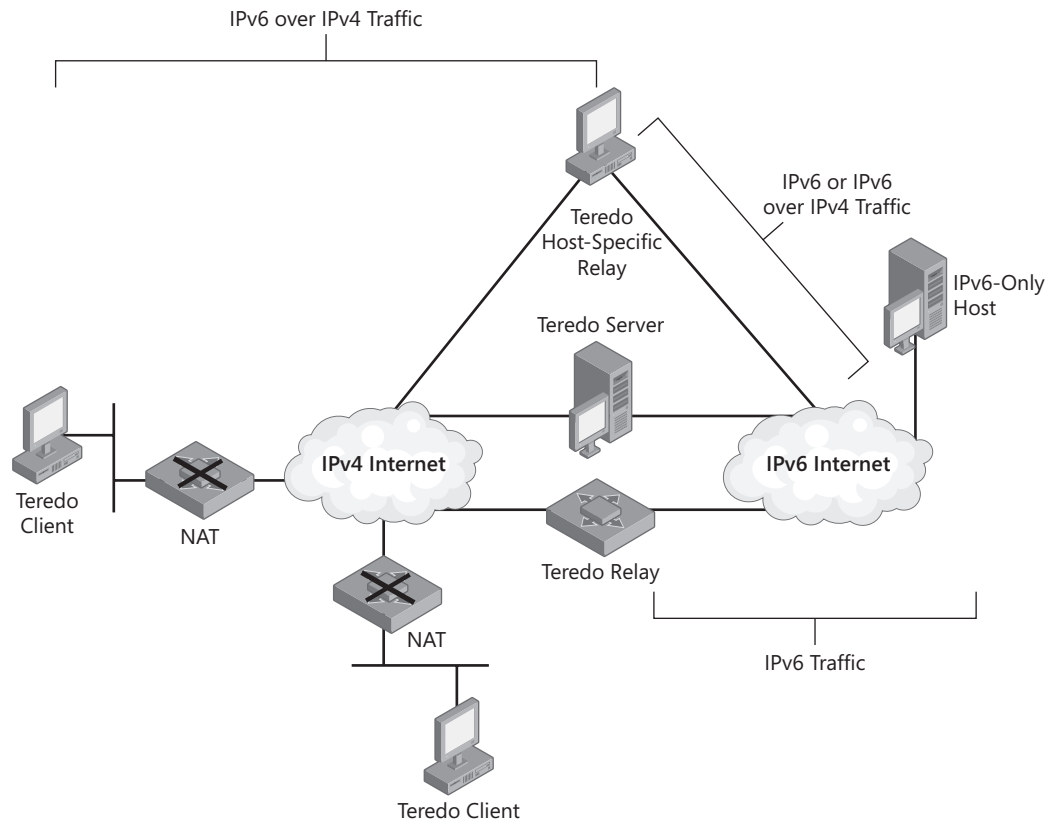 IPv6 over IPv4 Traffic
IPv6 or IPv6
over IPv4 Traffic
Teredo
Host-Specific
Relay
IPv6-Only
Host
Teredo Server
IPv4 Internet
IPv6 Internet
Teredo
Client
NAT
Teredo Relay
NAT
IPv6 Traffic
Teredo Client